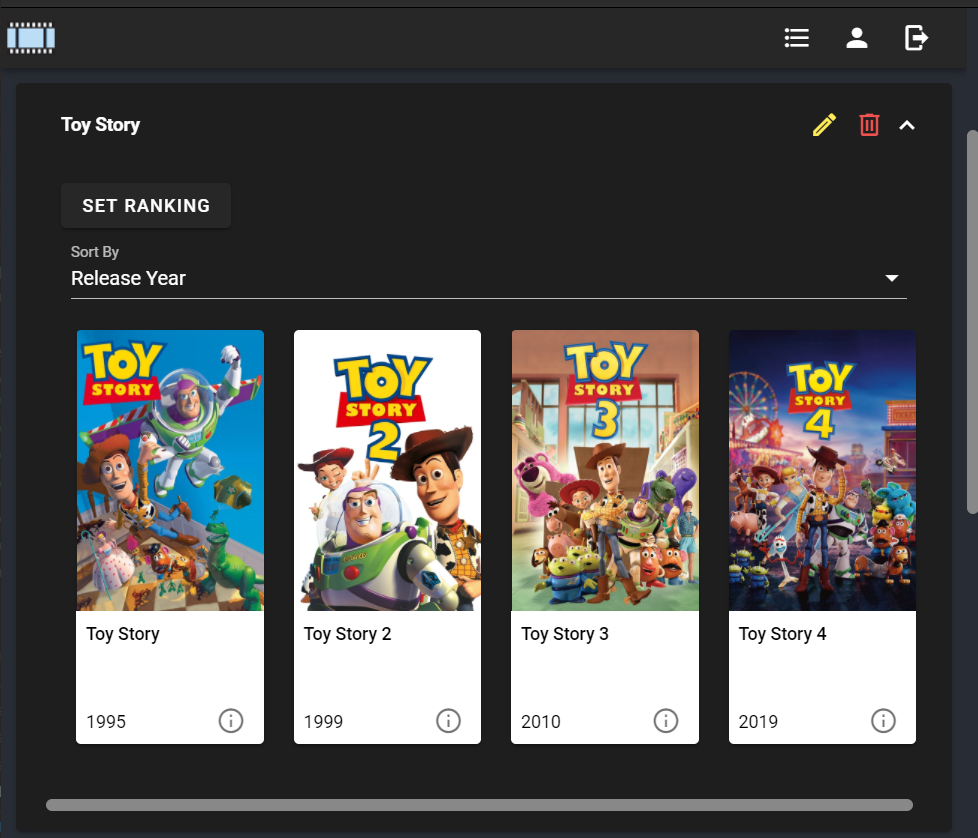 Toy Story
SET RANKING
Sort By
Release Year
TOY
STORY
TOY
STORY
2
TOY
STORY
3
TOY
STORY
4
Toy Story
Toy Story 2
Toy Story 3
Toy Story 4
1995
1999
2010
2019